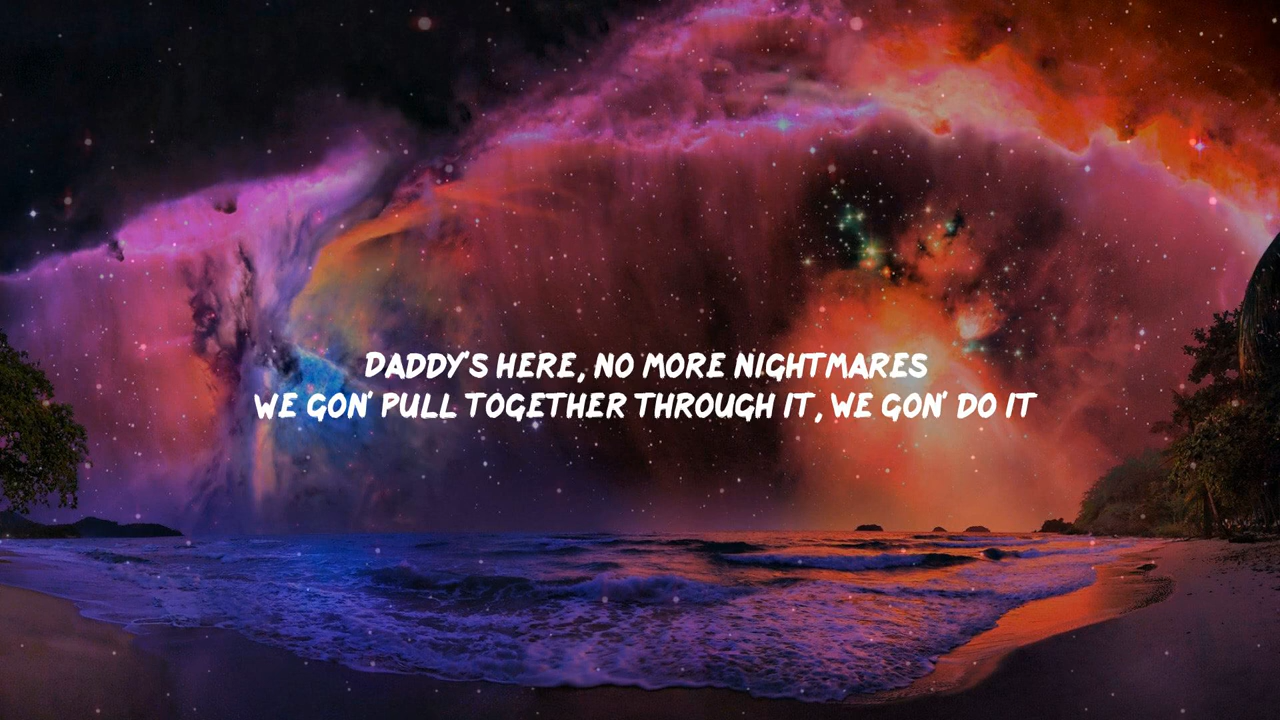 DADDY'S HERE, NO MORE NIGHTMARES
WE GON' PULL TOGETHER THROUGH IT, WE GON' DO IT